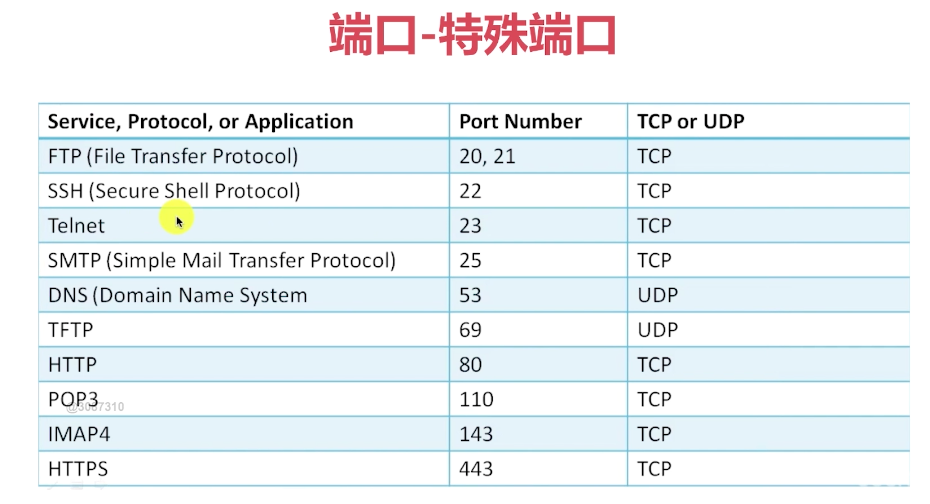 端口-特殊端口
Service, Protocol, or Application Port Number TCP or UDP
FTP (File Transfer Protocol) 20, 21 TCP
SSH (Secure Shell Protocol) 22 TCP
Telnet 23 TCP
SMTP (Simple Mail Transfer Protocol) 25 TCP
DNS (Domain Name System 53 UDP
TFTP 69 UDP
HTTP 80 TCP
POP3 110 TCP
@3087310
IMAP4 143 TCP
HTTPS 443 TCP